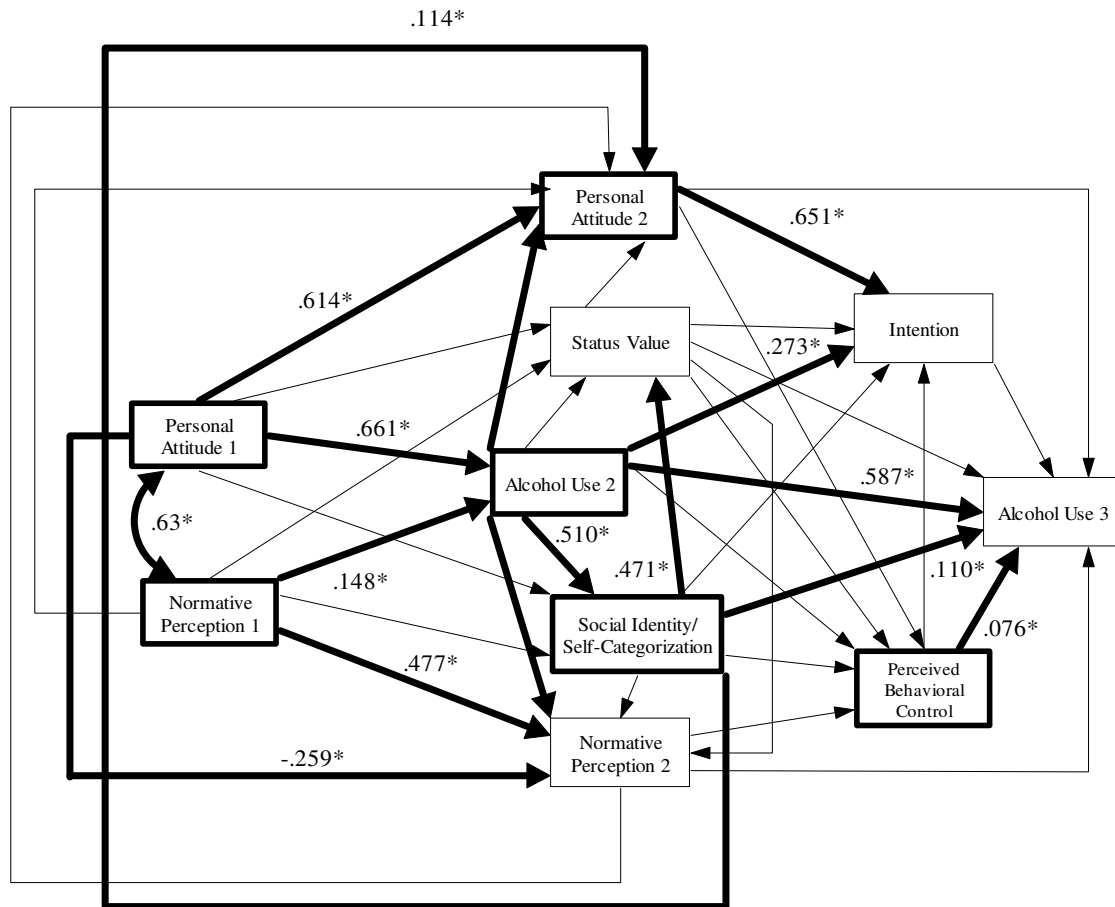 .114*
Personal
Attitude 2
.651*
.614*
Status Value
Intention
.273*
Personal
Attitude 1
.661*
Alcohol Use 2
.587*
Alcohol Use 3
.63*
.510*
.471*
.110*
.148*
Normative
Perception 1
Social Identity/
Self-Categorization
.076*
.477*
Perceived
Behavioral
Control
-.259*
Normative
Perception 2